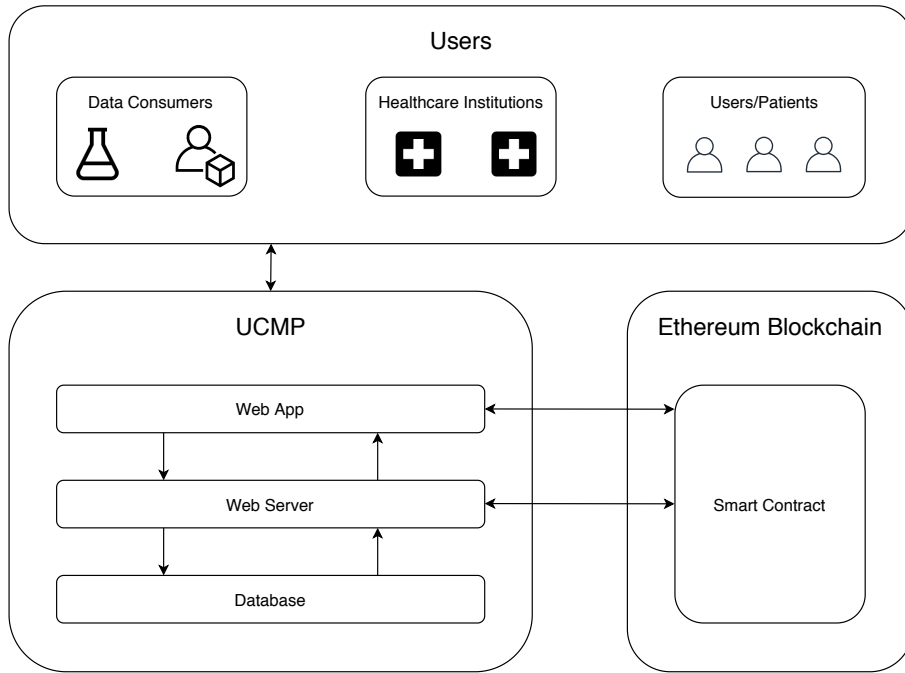 Users
Data Consumers
Healthcare Institutions
Users/Patients
UCMP
Ethereum Blockchain
Web App
Web Server
Smart Contract
Database